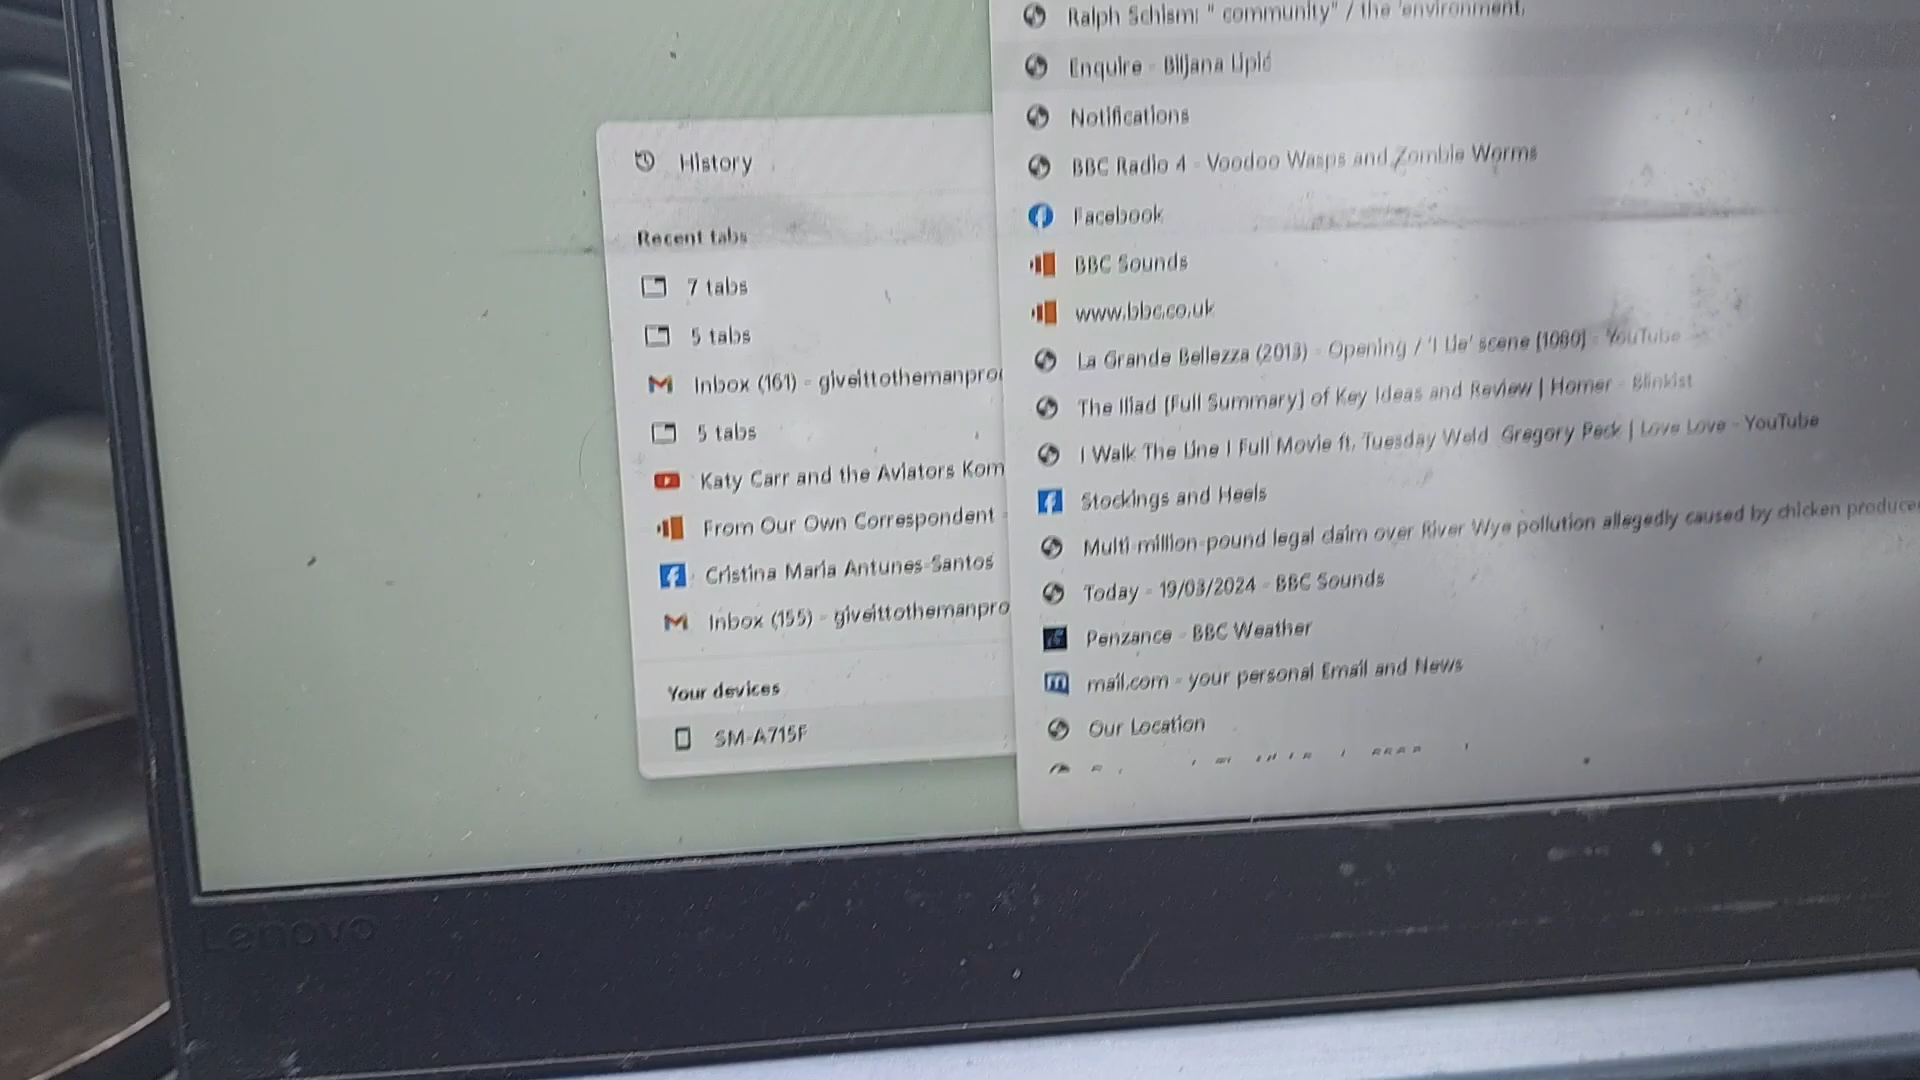 History
Recent tabs
7 tabs
5 tabs
Inbox (161) - giveittothemanpro
5 tabs
Katy Carr and the Aviators Kom
From Our Own Correspondent -
Cristina Maria Antunes-Santos
Inbox (155) - giveittothemanpro
Your devices
SM-A715F
Ralph Schism: " community" / the 'environment.
Enquire - Biljana Lipić
Notifications
BBC Radio 4 - Voodoo Wasps and Zombie Worms
Facebook
BBC Sounds
www.bbc.co.uk
La Grande Bellezza (2013) - Opening / 'I Lie' scene [1080] - YouTube
The Iliad [Full Summary] of Key Ideas and Review | Homer - Blinkist
I Walk The Line I Full Movie ft. Tuesday Weld Gregory Peck | Love Love - YouTube
Stockings and Heels
Multi-million-pound legal claim over River Wye pollution allegedly caused by chicken produce
Today - 19/03/2024 - BBC Sounds
Penzance - BBC Weather
mail.com - your personal Email and News
Our Location
Lenovo